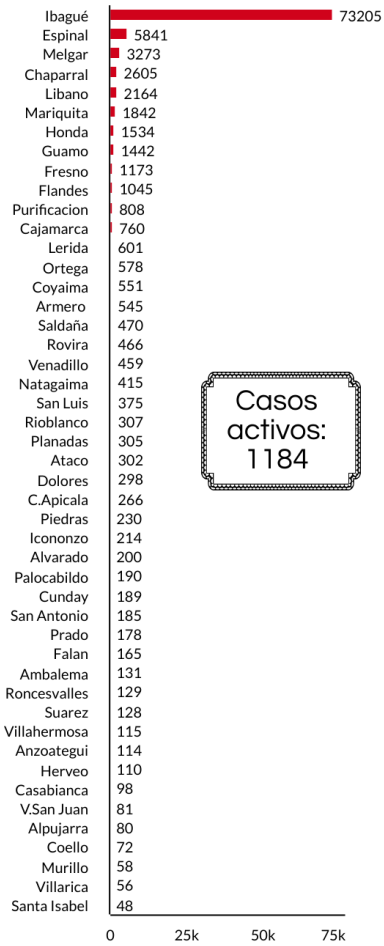 Ibagué 73205
Espinal 5841
Melgar 3273
Chaparral 2605
Libano 2164
Mariquita 1842
Honda 1534
Guamo 1442
Fresno 1173
Flandes 1045
Purificacion 808
Cajamarca 760
Lerida 601
Ortega 578
Coyaima 551
Armero 545
Saldaña 470
Rovira 466
Venadillo 459
Natagaima 415
San Luis 375
Rioblanco 307
Planadas 305
Ataco 302
Dolores 298
C.Apicala 266
Piedras 230
Icononzo 214
Alvarado 200
Palocabildo 190
Cunday 189
San Antonio 185
Prado 178
Falan 165
Ambalema 131
Roncesvalles 129
Suarez 128
Villahermosa 115
Anzoategui 114
Herveo 110
Casabianca 98
V.San Juan 81
Alpujarra 80
Coello 72
Murillo 58
Villarica 56
Santa Isabel 48
0 25k 50k 75k
Casos
activos:
1184